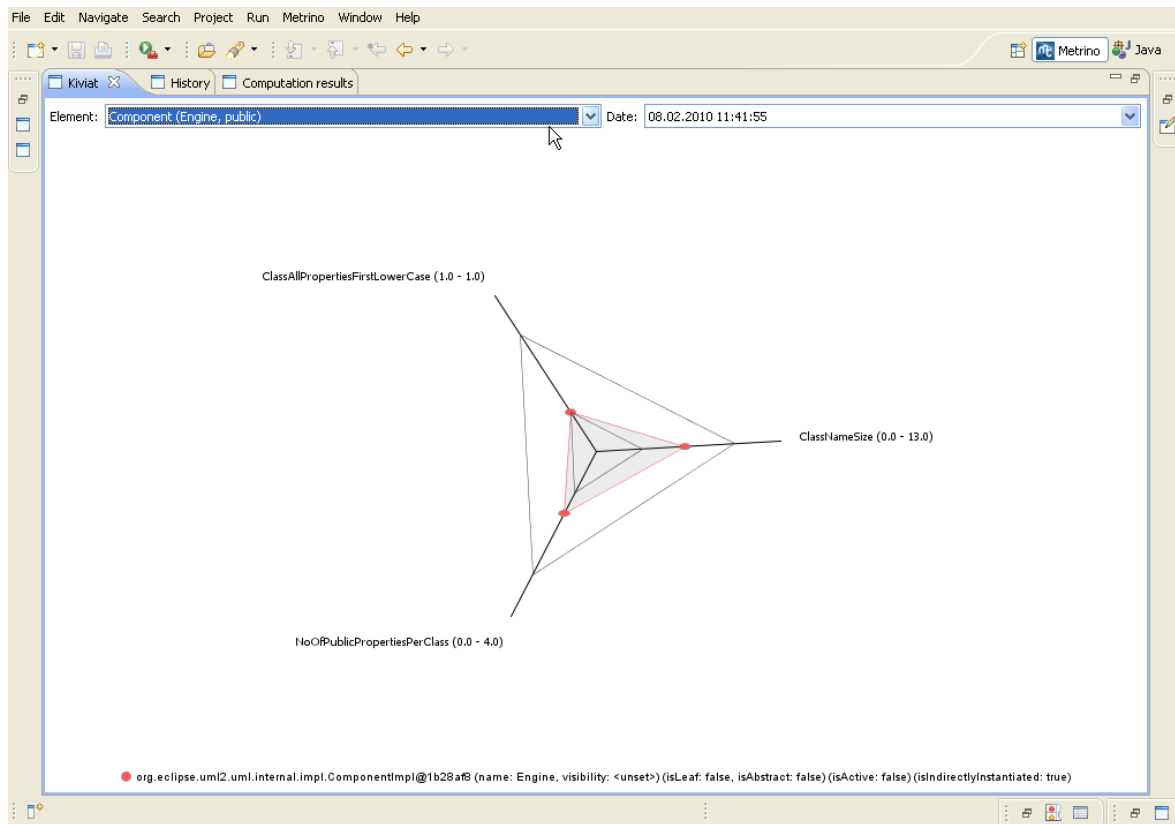 File Edit Navigate Search Project Run Metrino Window Help
Metrino Java
Kiviat History Computation results
Element: Component (Engine, public) Date: 08.02.2010 11:41:55
ClassAllPropertiesFirstLowerCase (1.0 - 1.0)
ClassNameSize (0.0 - 13.0)
NoOfPublicPropertiesPerClass (0.0 - 4.0)
org.eclipse.uml2.uml.internal.impl.ComponentImpl@1b28af8 (name: Engine, visibility: <unset>) (isLeaf: false, isAbstract: false) (isActive: false) (isIndirectlyInstantiated: true)